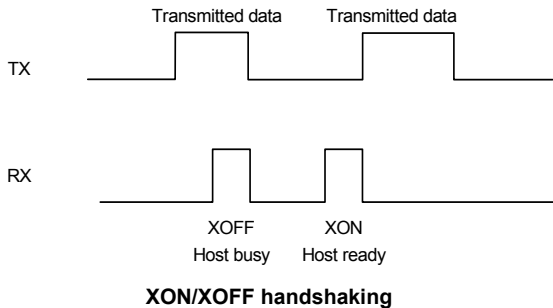 Transmitted data Transmitted data
TX
RX
XOFF XON
Host busy Host ready
XON/XOFF handshaking